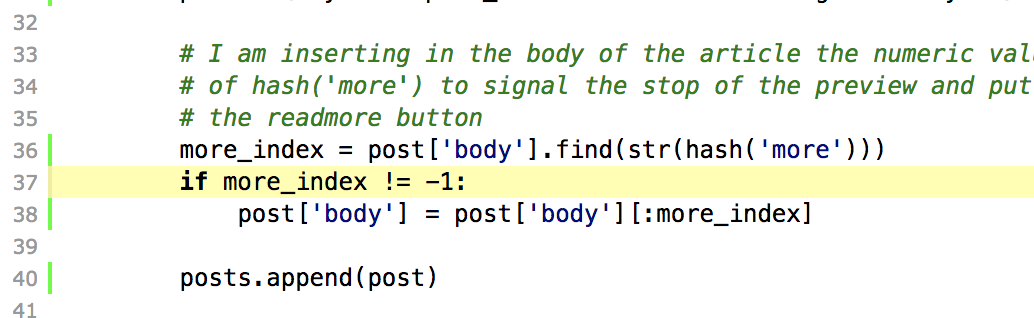 32
33 # I am inserting in the body of the article the numeric
34 # of hash('more') to signal the stop of the preview and put
35 # the readmore button
36 more_index = post['body'].find(str(hash('more')))
37 if more_index != -1:
38 post['body'] = post['body'][:more_index]
39
40 posts.append(post)
41